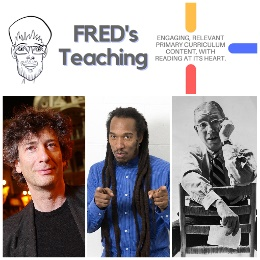 FRED's
Teaching
ENGAGING, RELEVANT
PRIMARY CURRICULUM
CONTENT, WITH
READING AT ITS HEART.